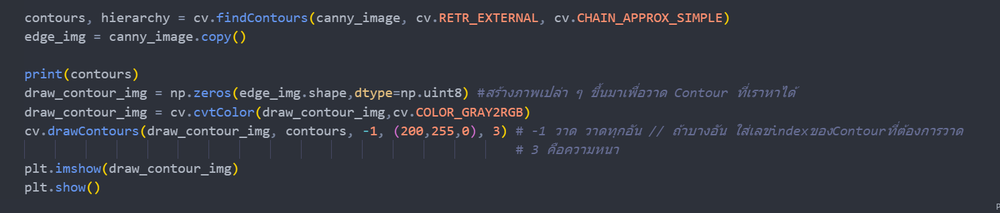 contours, hierarchy = cv.findContours(canny_image, cv.RETR_EXTERNAL, cv.CHAIN_APPROX_SIMPLE)
edge_img = canny_image.copy()
print(contours)
draw_contour_img = np.zeros(edge_img.shape,dtype=np.uint8) #สร้างภาพเปล่า ๆ ขึ้นมาเพื่อวาด Contour ที่เราหาได้
draw_contour_img = cv.cvtColor(draw_contour_img,cv.COLOR_GRAY2RGB)
cv.drawContours(draw_contour_img, contours, -1, (200,255,0), 3) # -1 วาด วาดทุกอัน // ถ้าบางอัน ใส่เลขindexของContourที่ต้องการวาด
# 3 คือความหนา
plt.imshow(draw_contour_img)
plt.show()